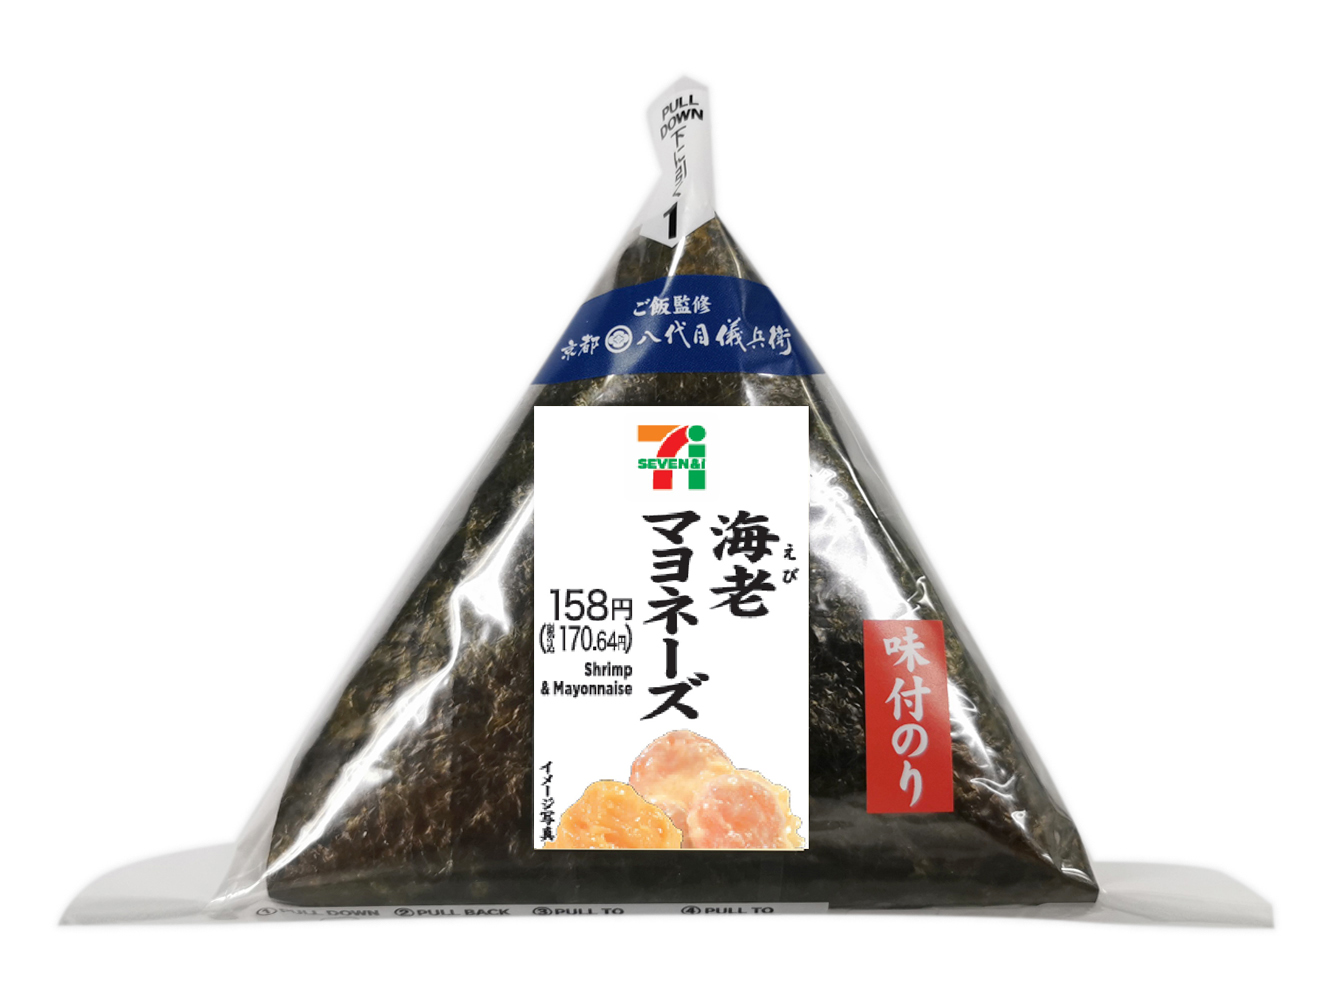 PULL
DOWN
下に引く
1
ご飯監修
京都 八代目儀兵衛
SEVEN&i
海老
えび
マヨネーズ
158円
(税込170.64円)
Shrimp
& Mayonnaise
イメージ写真
味付のり
①PULL DOWN ②PULL BACK ③PULL TO ④PULL TO